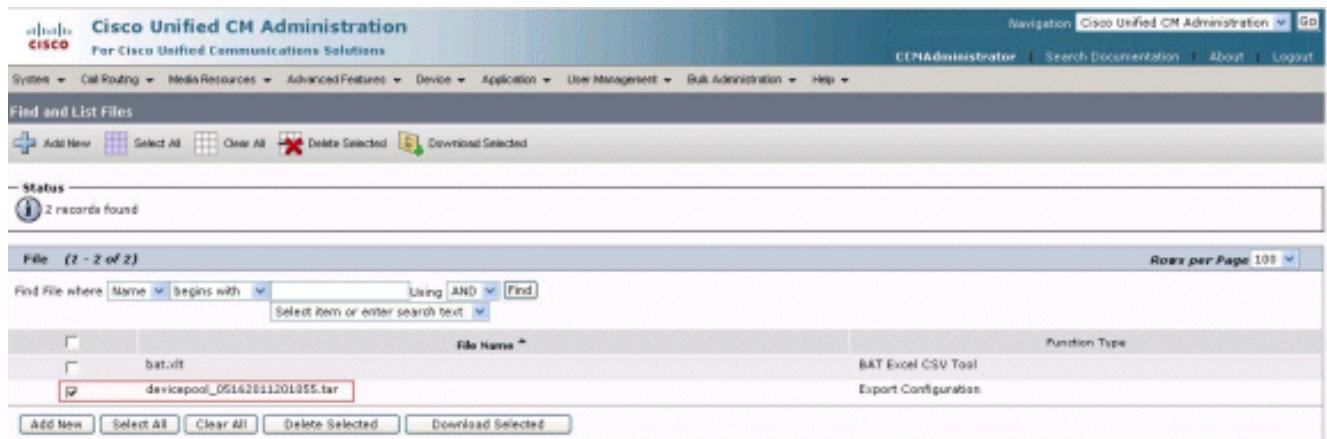 Cisco Unified CM Administration
CISCO
For Cisco Unified Communications Solutions
Navigation Cisco Unified CM Administration Go
CCMAdministrator | Search Documentation | About | Logout
System Call Routing Media Resources Advanced Features Device Application User Management Bulk Administration Help
Find and List Files
Add New Select All Clear All Delete Selected Download Selected
Status
2 records found
File (1 - 2 of 2) Rows per Page 100
Find File where Name begins with Using AND Find
Select item or enter search text
File Name Function Type
bat.xlt BAT Excel CSV Tool
devicepool_05162011201055.tar Export Configuration
Add New Select All Clear All Delete Selected Download Selected